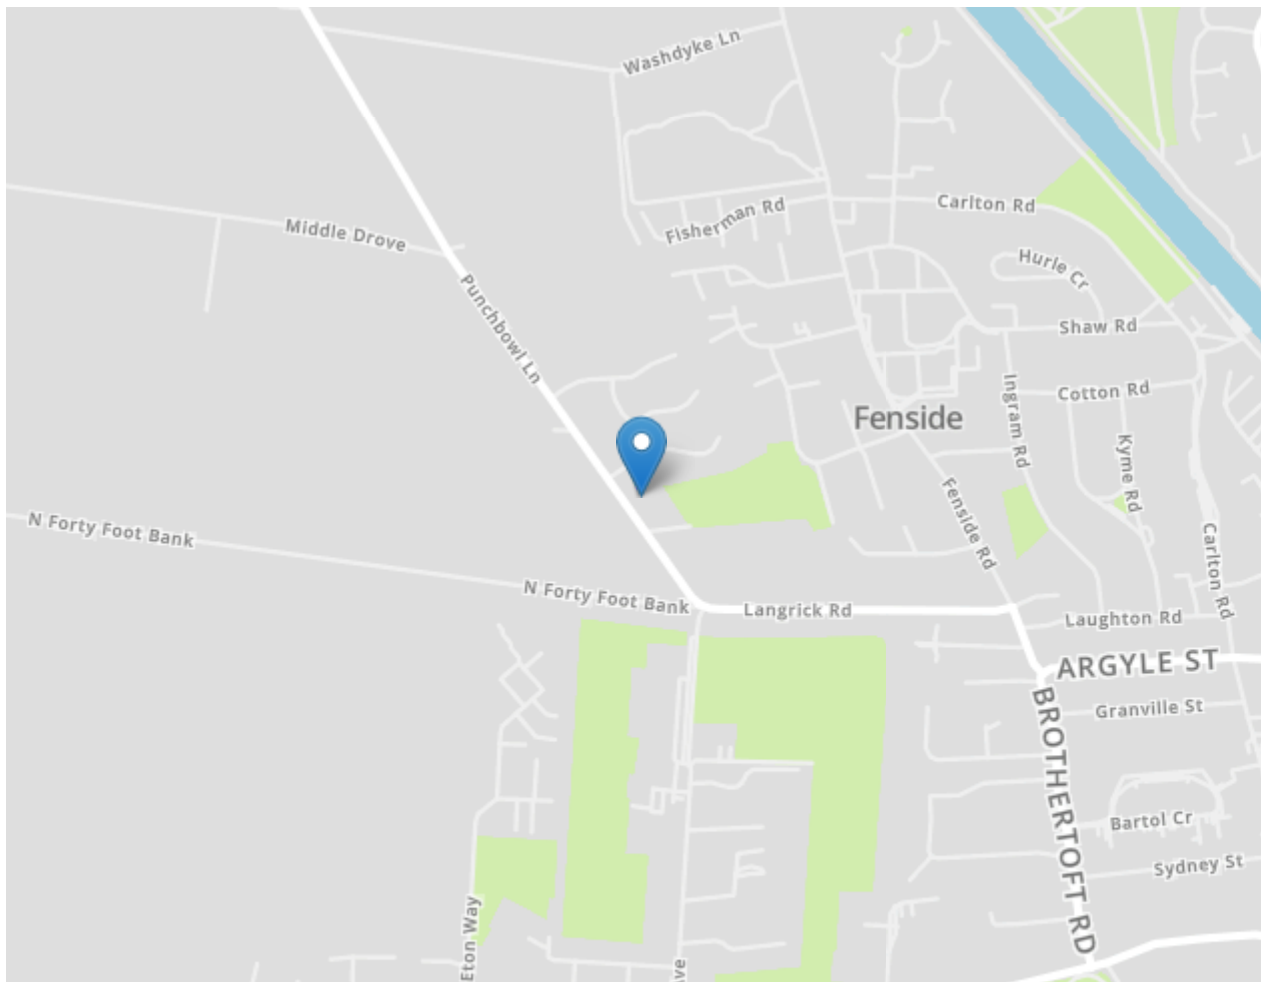 Washdyke Ln
Carlton Rd
Fisherman Rd
Middle Drove
Hurle Cr
Punchbowl Ln
Shaw Rd
Cotton Rd
Ingram Rd
Fenside
Kyme Rd
Fenside Rd
N Forty Foot Bank
Carlton Rd
N Forty Foot Bank
Langrick Rd
Laughton Rd
ARGYLE ST
Granville St
BROTHERTOFT RD
Bartol Cr
Sydney St
Eton Way
ve